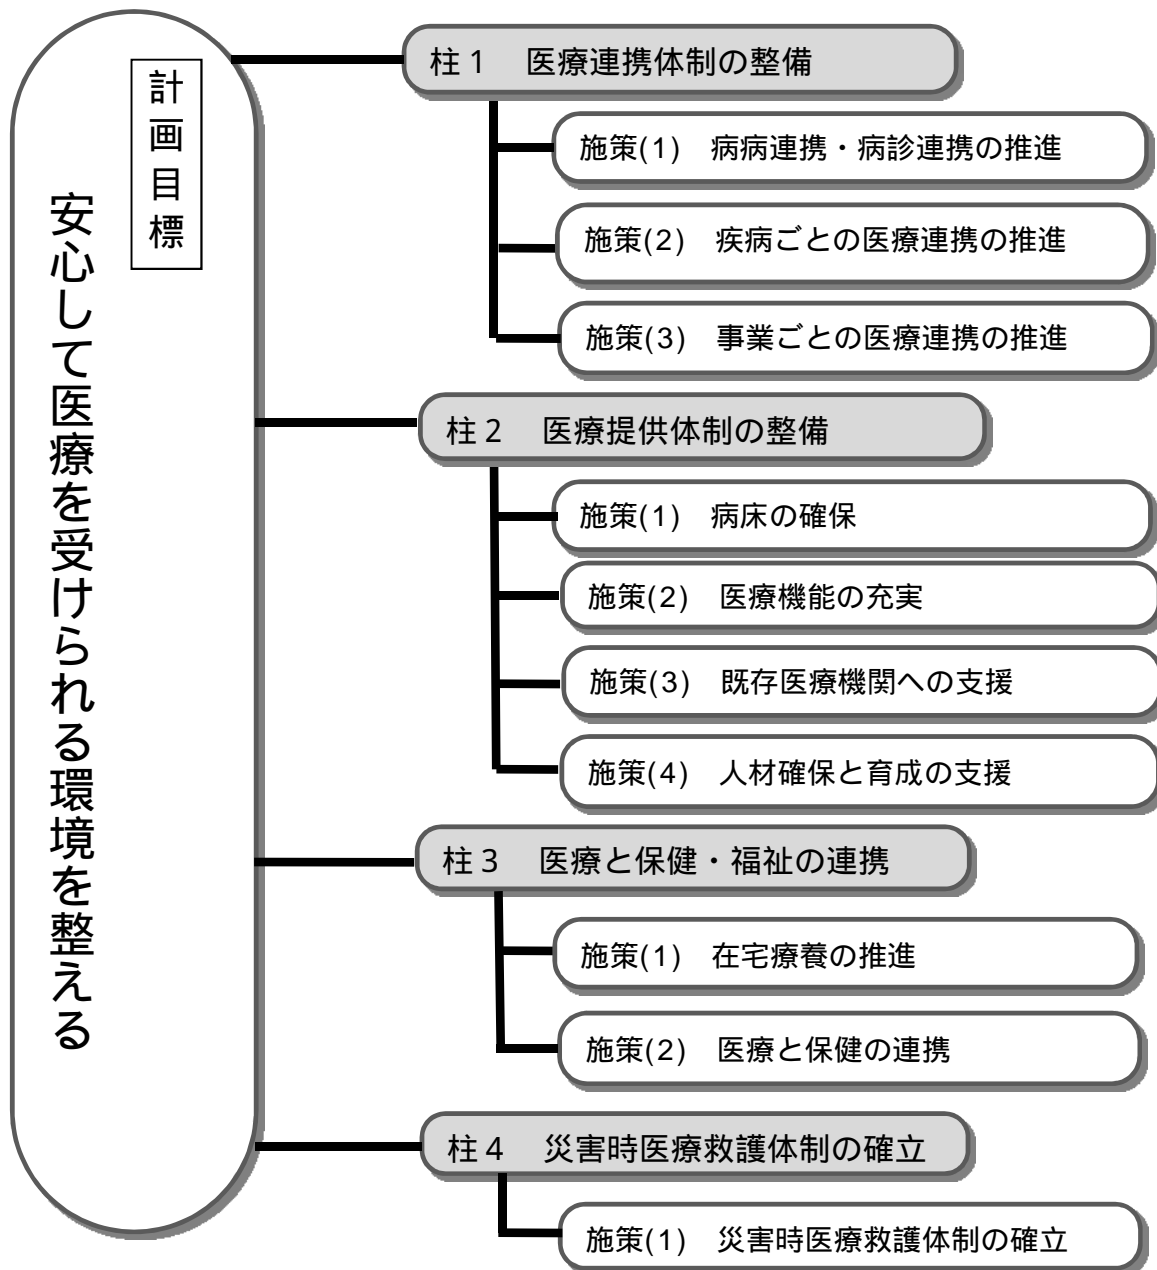 計画目標
安心して医療を受けられる環境を整える
柱１　医療連携体制の整備
施策(1)　病病連携・病診連携の推進
施策(2)　疾病ごとの医療連携の推進
施策(3)　事業ごとの医療連携の推進
柱２　医療提供体制の整備
施策(1)　病床の確保
施策(2)　医療機能の充実
施策(3)　既存医療機関への支援
施策(4)　人材確保と育成の支援
柱３　医療と保健・福祉の連携
施策(1)　在宅療養の推進
施策(2)　医療と保健の連携
柱４　災害時医療救護体制の確立
施策(1)　災害時医療救護体制の確立